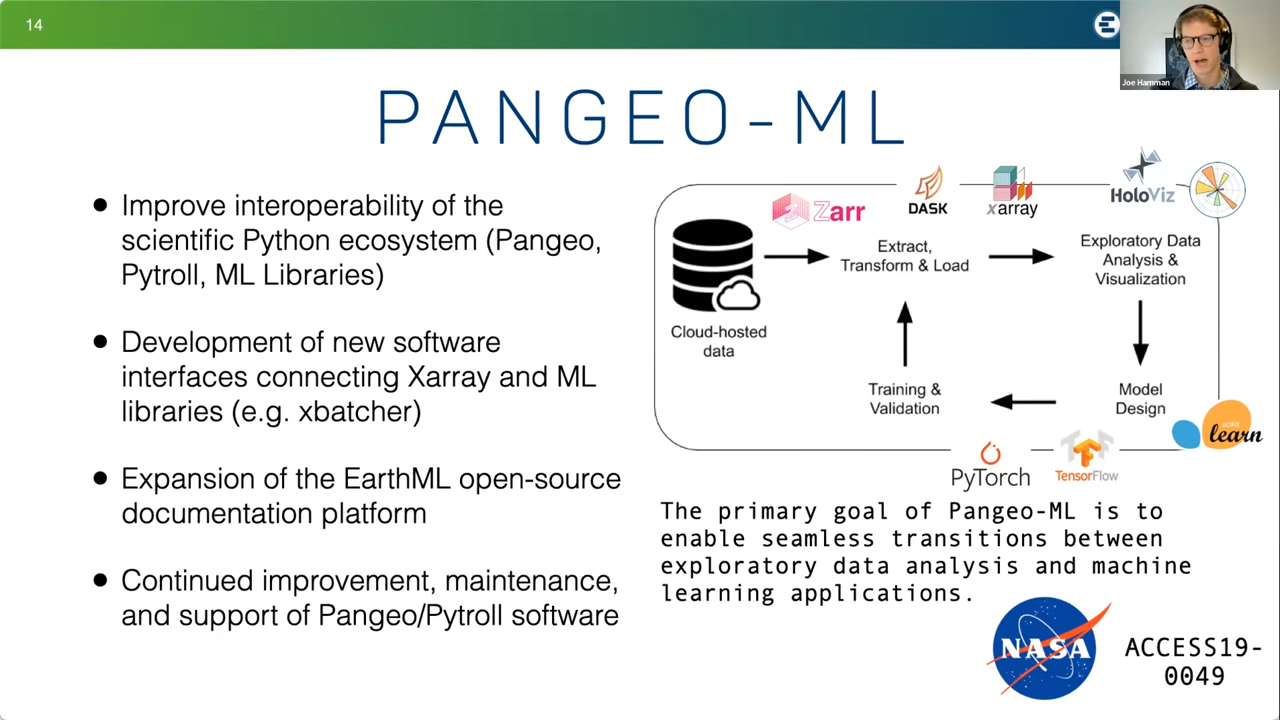 14
Joe Hamman
PANGEO-ML
● Improve interoperability of the
scientific Python ecosystem (Pangeo,
Pytroll, ML Libraries)
● Development of new software
interfaces connecting Xarray and ML
libraries (e.g. xbatcher)
● Expansion of the EarthML open-source
documentation platform
● Continued improvement, maintenance,
and support of Pangeo/Pytroll software
Zarr
DASK
xarray
HoloViz
Cloud-hosted
data
Extract,
Transform & Load
Exploratory Data
Analysis &
Visualization
Training &
Validation
Model
Design
scikit
learn
PyTorch
TensorFlow
The primary goal of Pangeo-ML is to
enable seamless transitions between
exploratory data analysis and machine
learning applications.
NASA
ACCESS19-
0049